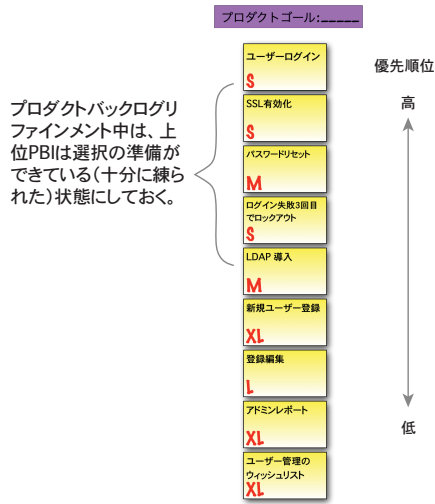 プロダクトゴール:_____
優先順位
高
低
プロダクトバックログリ
ファインメント中は、上
位PBIは選択の準備が
できている(十分に練ら
れた)状態にしておく。
ユーザーログイン
S
SSL有効化
S
パスワードリセット
M
ログイン失敗3回目
でロックアウト
S
LDAP 導入
M
新規ユーザー登録
XL
登録編集
L
アドミンレポート
XL
ユーザー管理の
ウィッシュリスト
XL